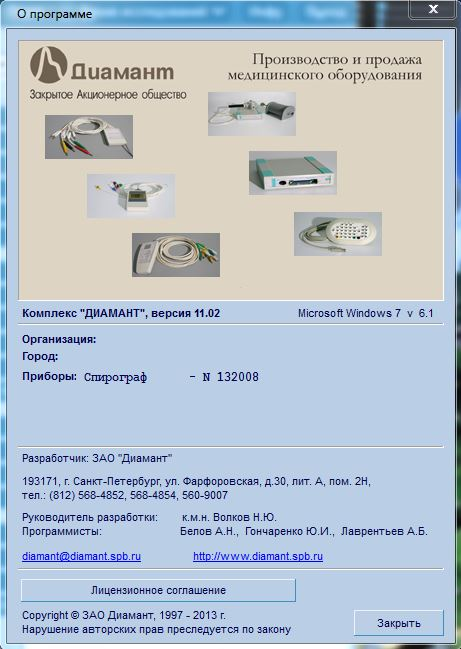 О программе
Диамант
Закрытое Акционерное общество
Производство и продажа
медицинского оборудования
Комплекс "ДИАМАНТ", версия 11.02 Microsoft Windows 7 v 6.1
Организация:
Город:
Приборы: Спирограф - N 132008
Разработчик: ЗАО "Диамант"
193171, г. Санкт-Петербург, ул. Фарфоровская, д.30, лит. А, пом. 2Н,
тел.: (812) 568-4852, 568-4854, 560-9007
Руководитель разработки: к.м.н. Волков Н.Ю.
Программисты: Белов А.Н., Гончаренко Ю.И., Лаврентьев А.Б.
diamant@diamant.spb.ru http://www.diamant.spb.ru
Лицензионное соглашение
Copyright © ЗАО Диамант, 1997 - 2013 г.
Нарушение авторских прав преследуется по закону
Закрыть